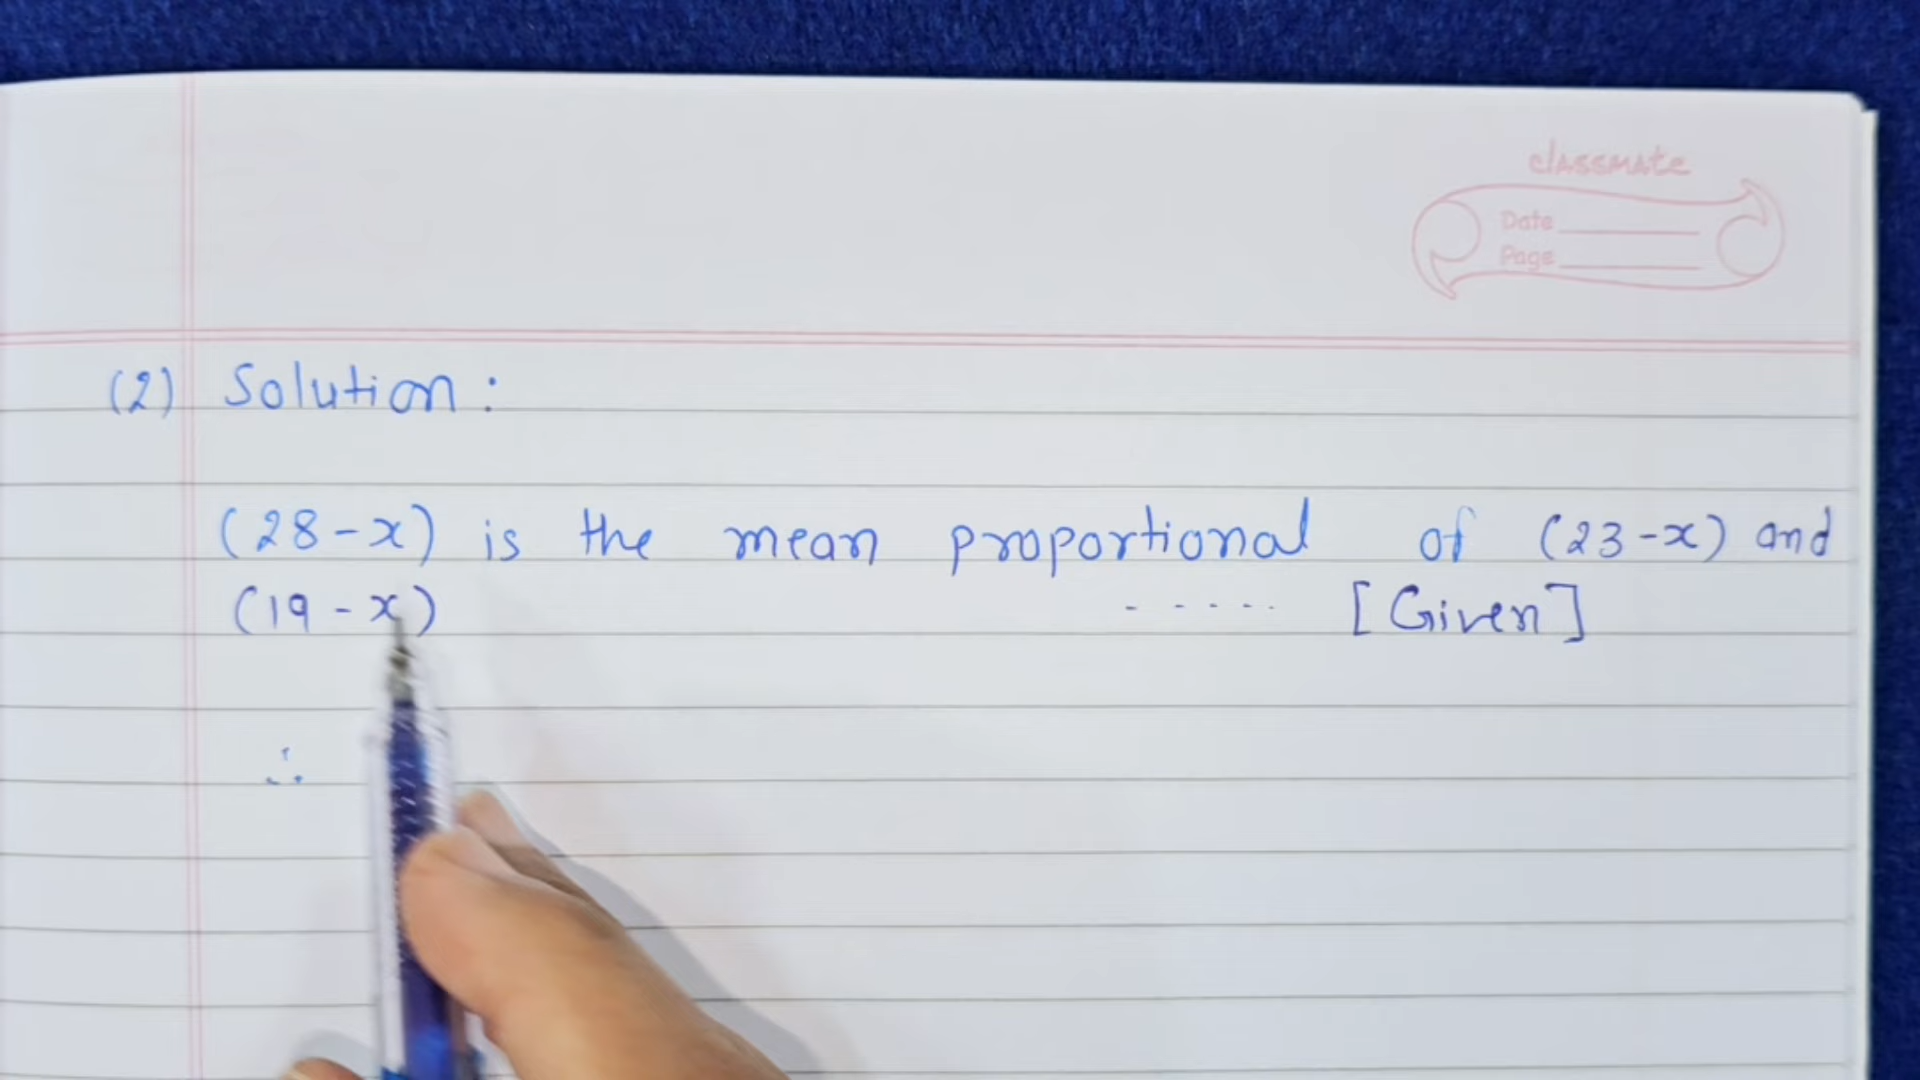 classmate
Date
Page
(2) Solution :
(28-x) is the mean proportional of (23-x) and
(19-x) ..... [Given]
∴